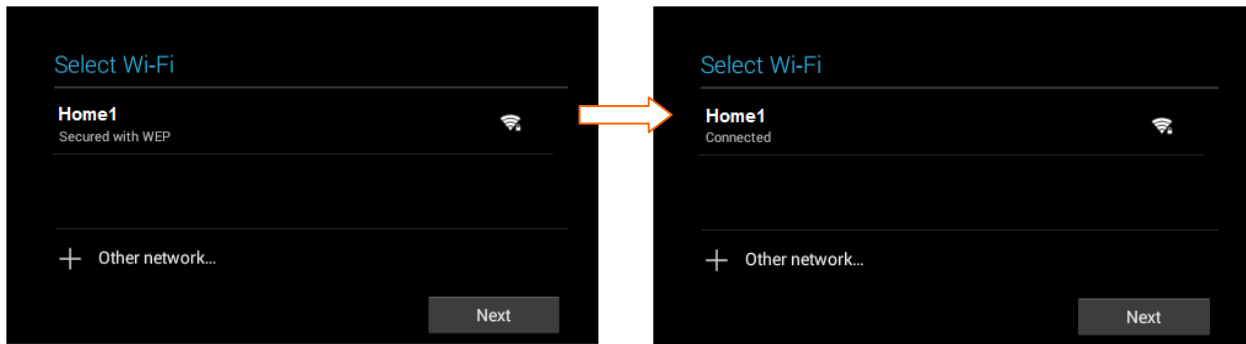 Select Wi-Fi
Home1
Secured with WEP
Other network...
Next
Select Wi-Fi
Home1
Connected
Other network...
Next